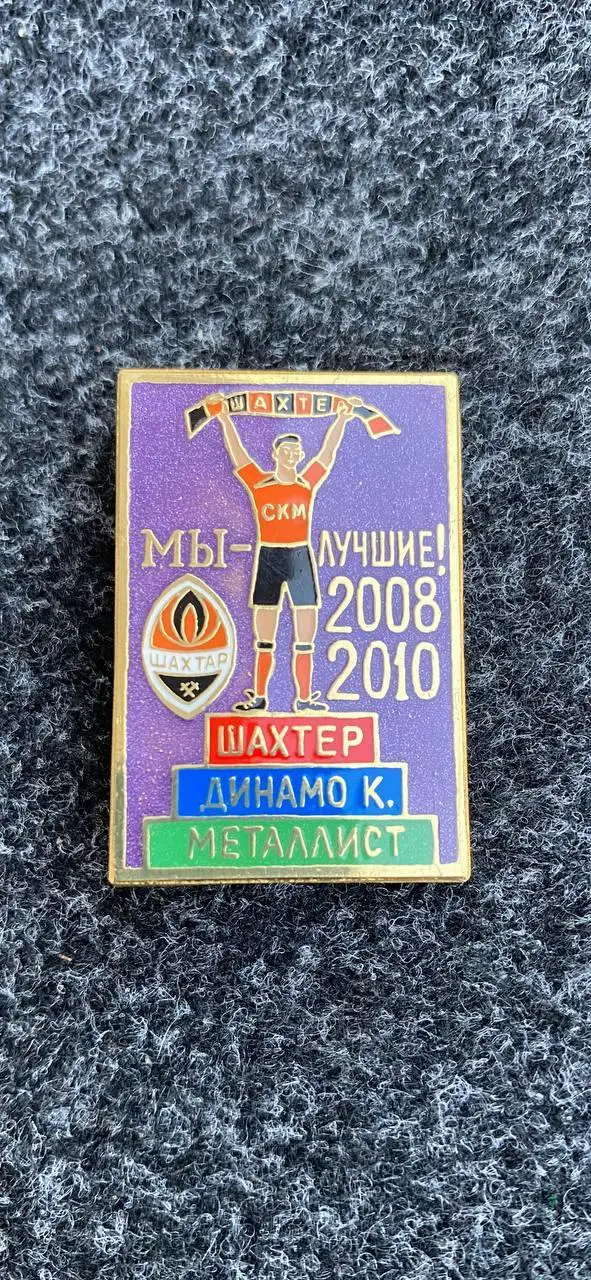 ШАХТЕР
СКМ
МЫ - ЛУЧШИЕ!
2008
2010
ШАХТАР
ШАХТЕР
ДИНАМО К.
МЕТАЛЛИСТ